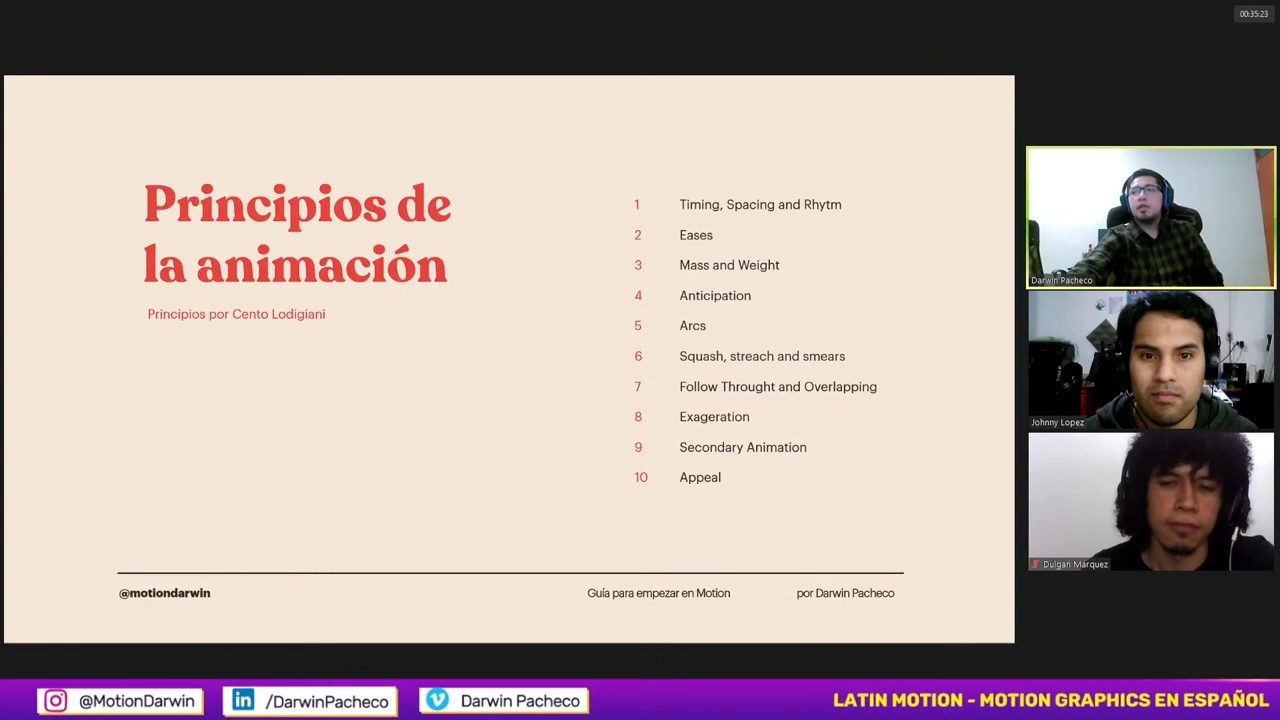 00:35:23
Principios de
la animación
Principios por Cento Lodigiani
1 Timing, Spacing and Rhytm
2 Eases
3 Mass and Weight
4 Anticipation
5 Arcs
6 Squash, streach and smears
7 Follow Throught and Overlapping
8 Exageration
9 Secondary Animation
10 Appeal
@motiondarwin
Guía para empezar en Motion
por Darwin Pacheco
Darwin Pacheco
Johnny Lopez
Dulgan Márquez
@MotionDarwin
/DarwinPacheco
Darwin Pacheco
LATIN MOTION - MOTION GRAPHICS EN ESPAÑOL